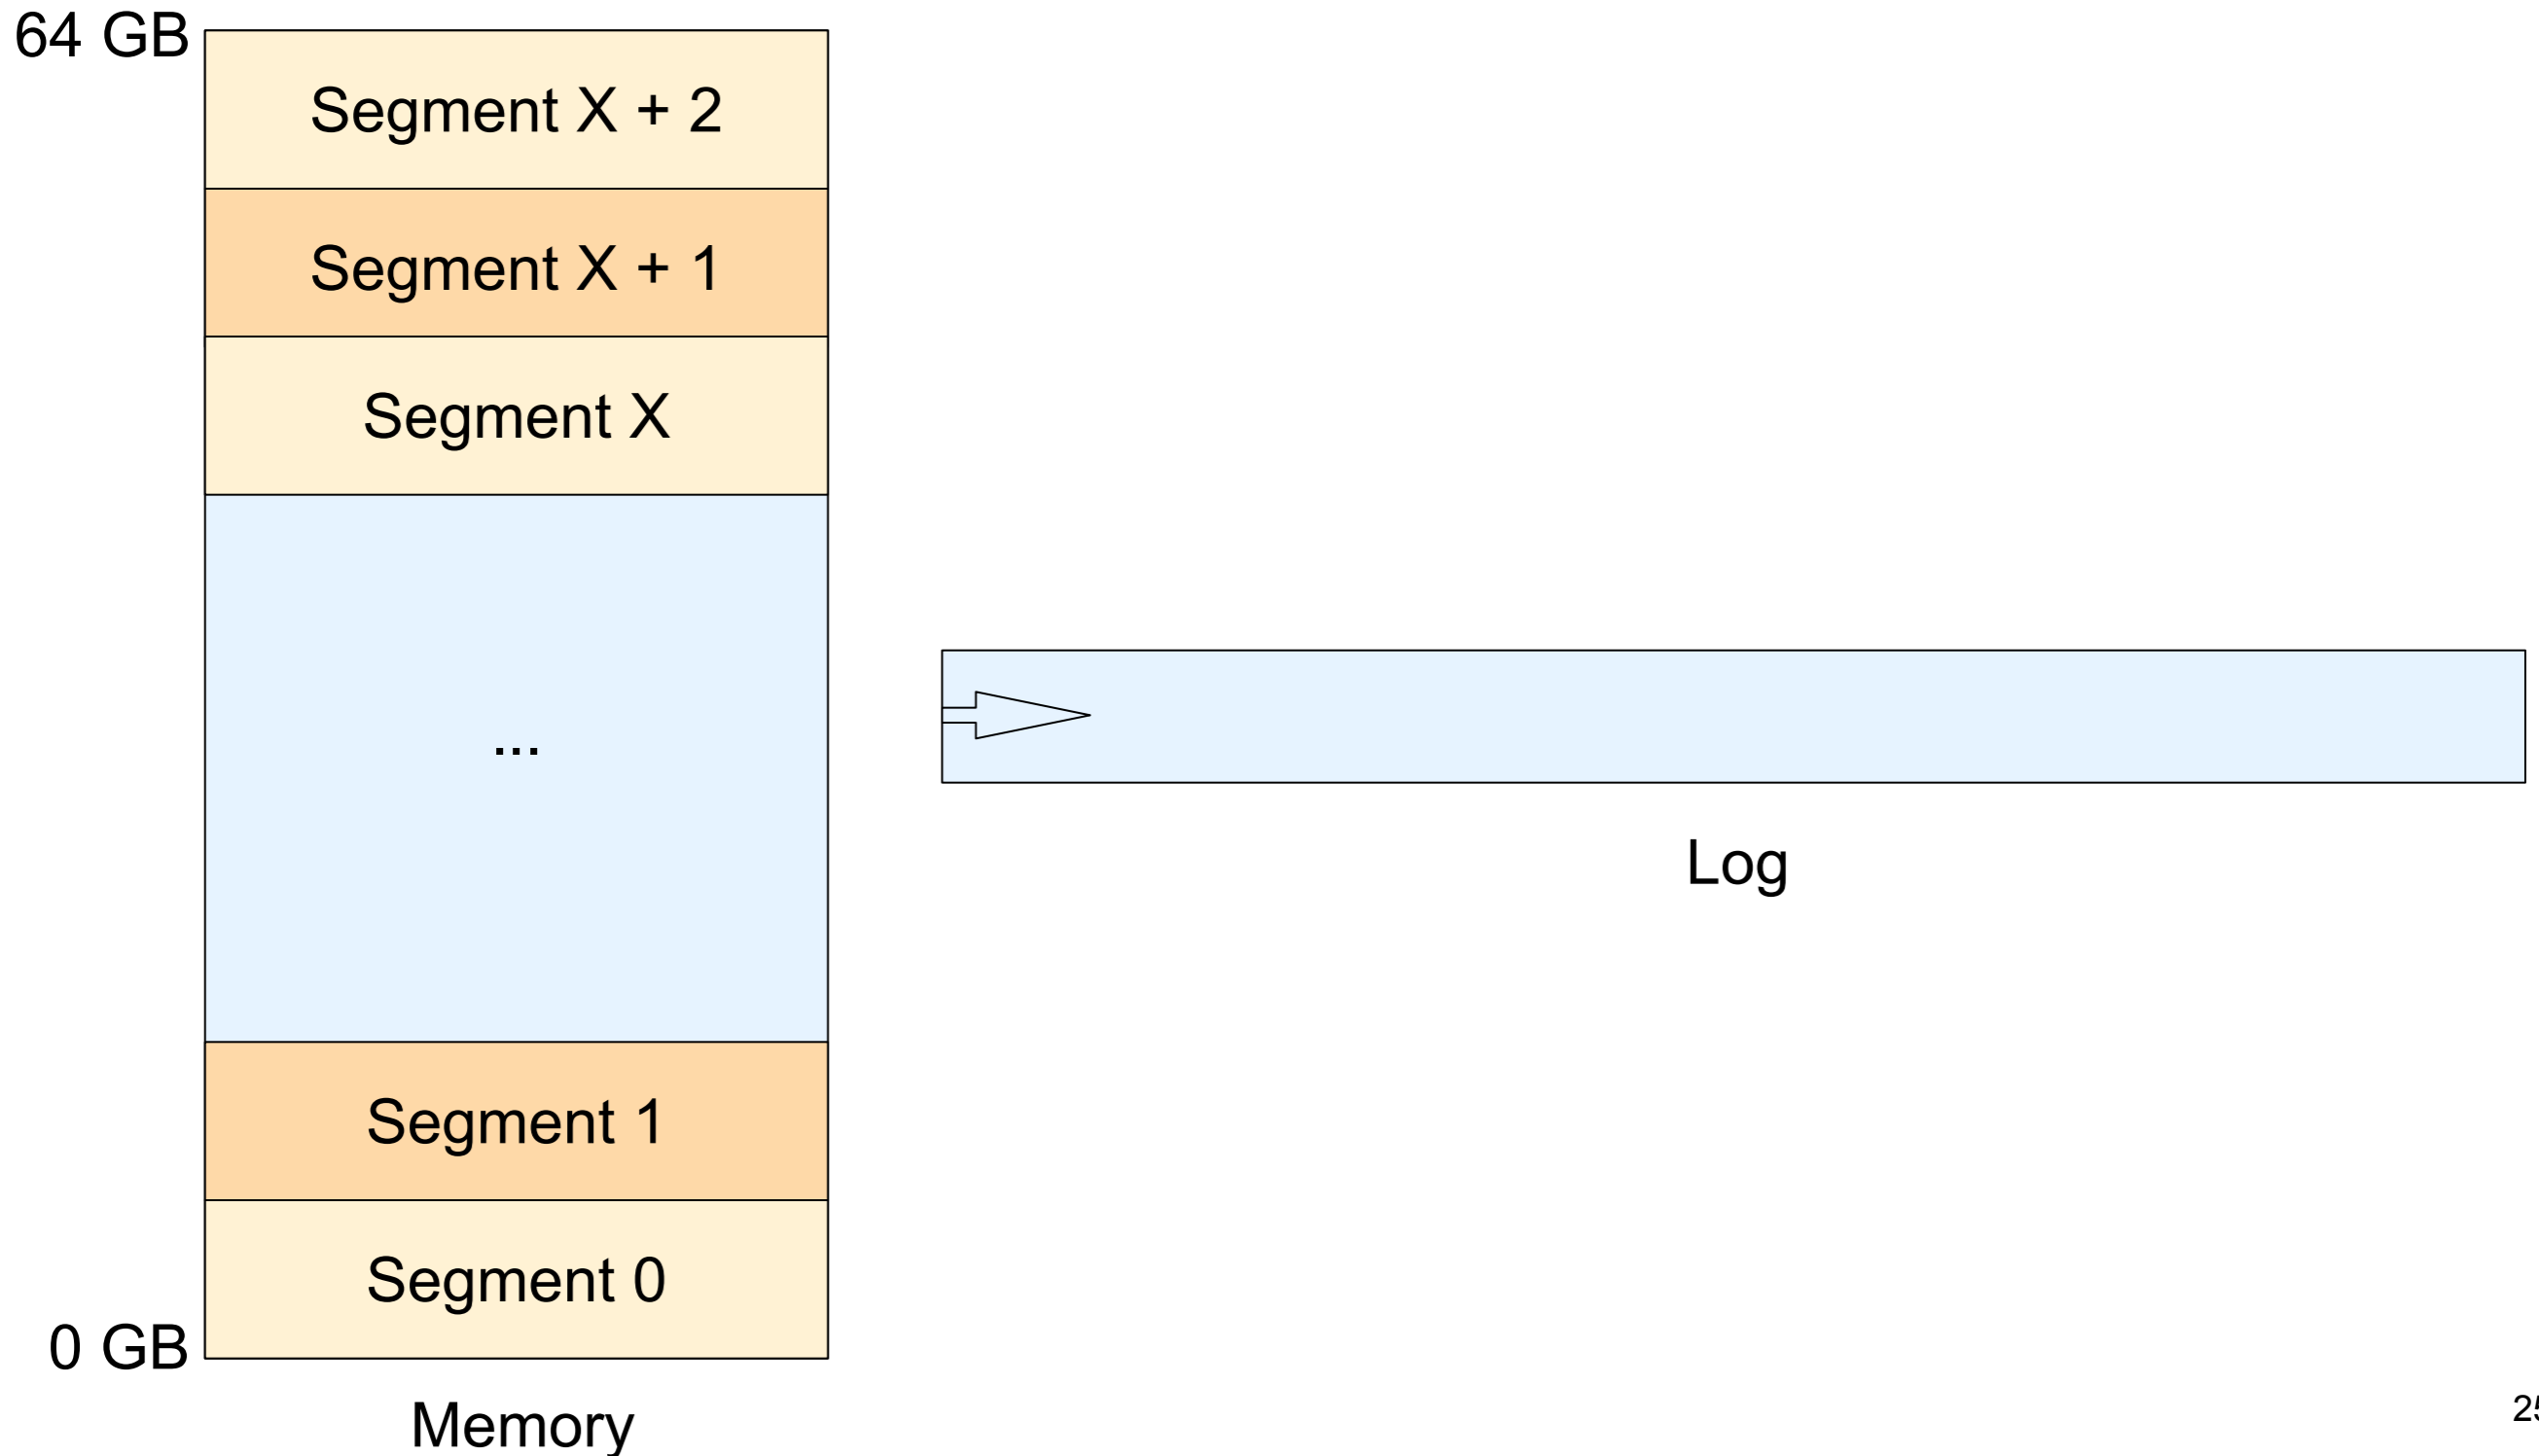 64 GB
Segment X + 2
Segment X + 1
Segment X
...
Log
Segment 1
Segment 0
0 GB
Memory